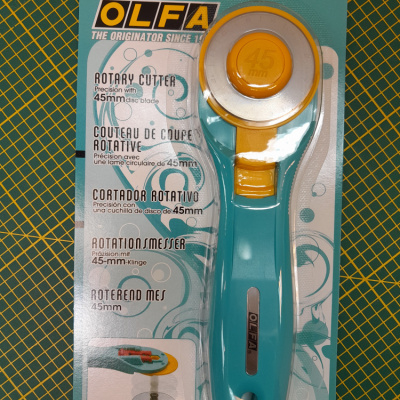 OLFA
THE ORIGINATOR SINCE
45
mm
ROTARY CUTTER
Precision with
45mm disc blade
COUTEAU DE COUPE
ROTATIVE
Précision avec
une lame circulaire de 45mm
CORTADOR ROTATIVO
Precisión con
una cuchilla de disco de 45mm
ROTATIONSMESSER
Präzision mit
45-mm-Klinge
ROTEREND MES
45mm
OLFA